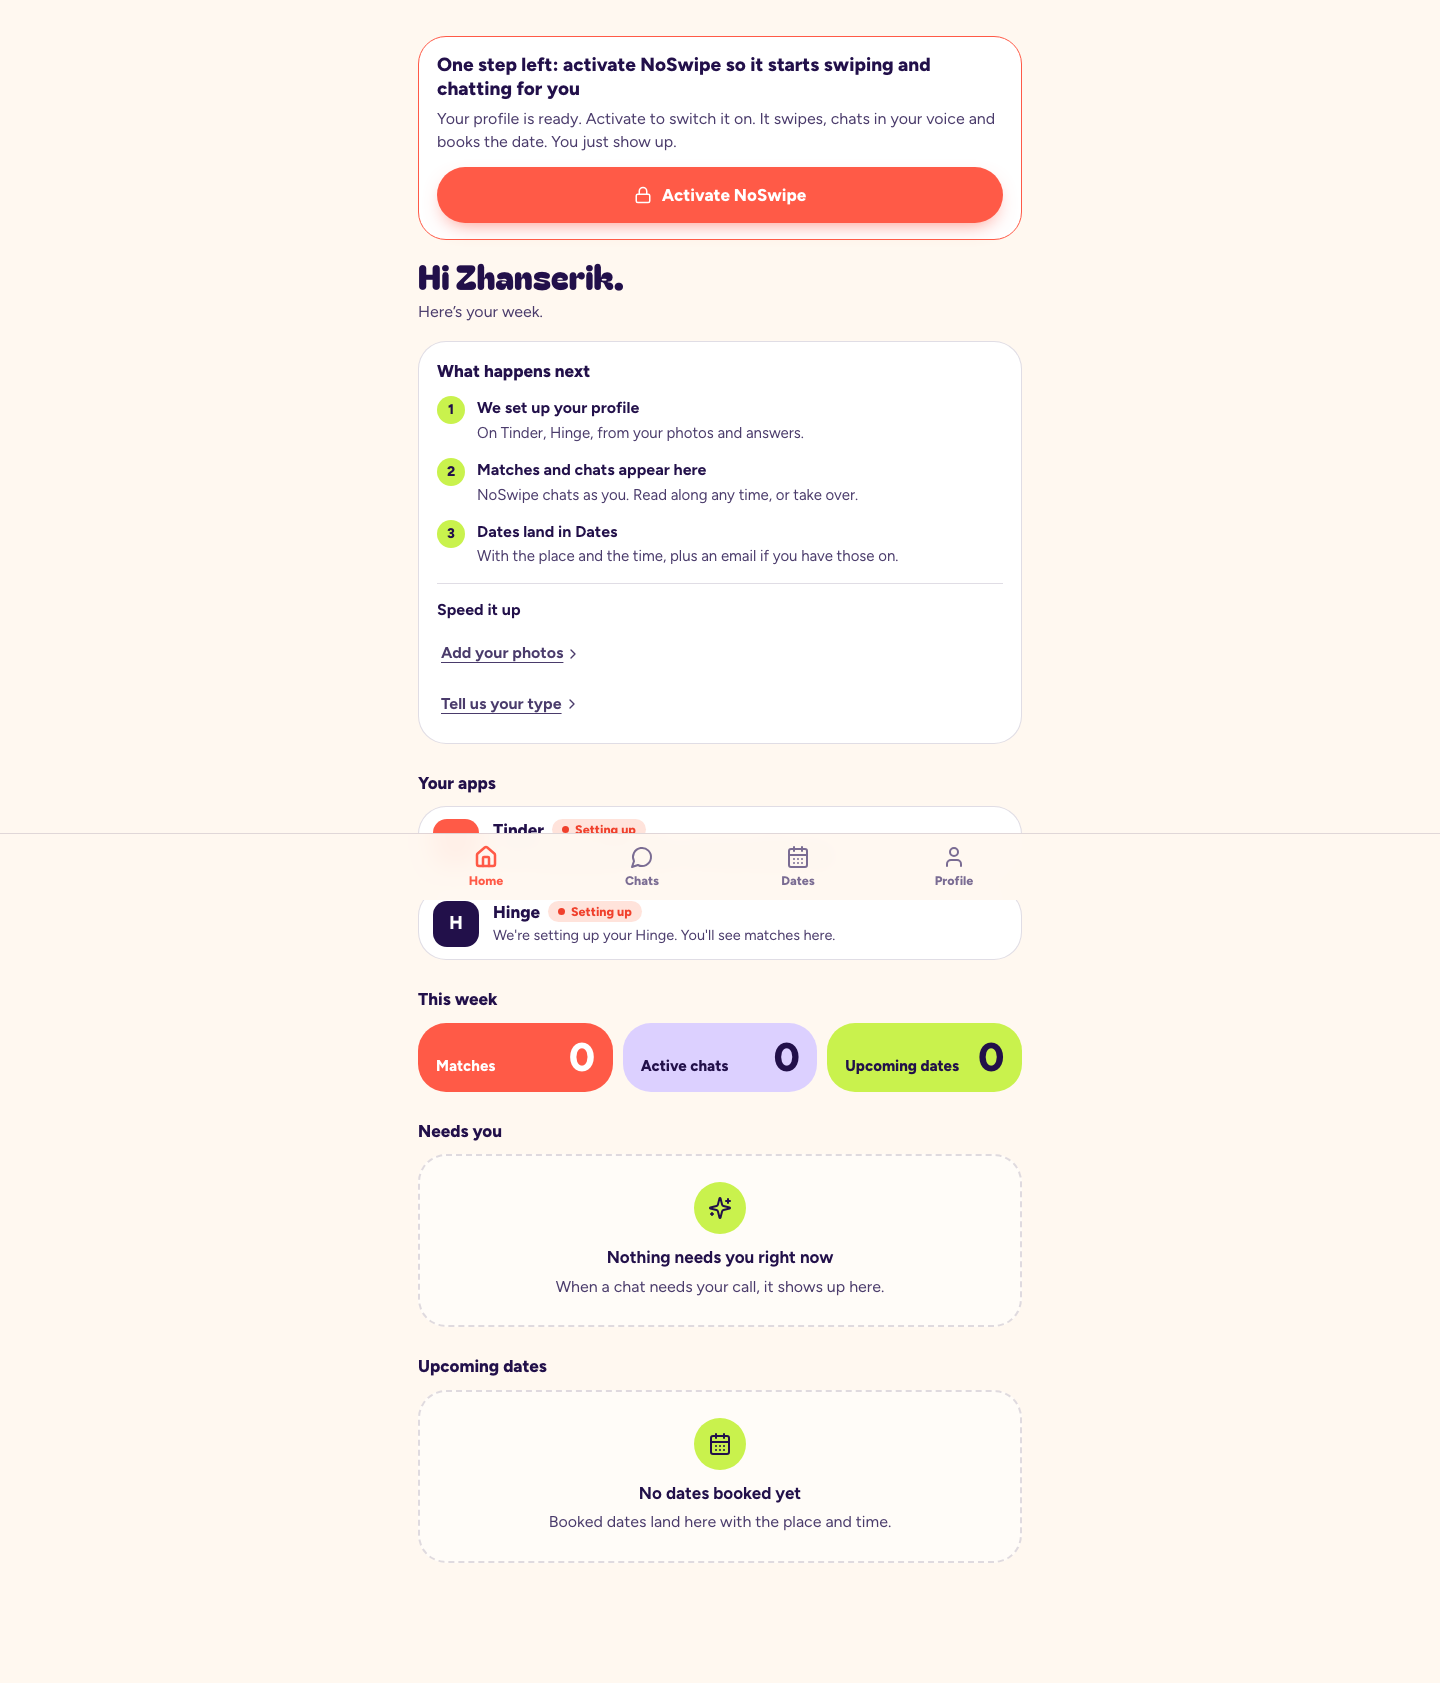 One step left: activate NoSwipe so it starts swiping and
chatting for you
Your profile is ready. Activate to switch it on. It swipes, chats in your voice and
books the date. You just show up.
Activate NoSwipe
Hi Zhanserik.
Here's your week.
What happens next
1
We set up your profile
On Tinder, Hinge, from your photos and answers.
2
Matches and chats appear here
NoSwipe chats as you. Read along any time, or take over.
3
Dates land in Dates
With the place and the time, plus an email if you have those on.
Speed it up
Add your photos
Tell us your type
Your apps
Tinder
Setting up
Home
Chats
Dates
Profile
H
Hinge
Setting up
We're setting up your Hinge. You'll see matches here.
This week
Matches
0
Active chats
0
Upcoming dates
0
Needs you
Nothing needs you right now
When a chat needs your call, it shows up here.
Upcoming dates
No dates booked yet
Booked dates land here with the place and time.